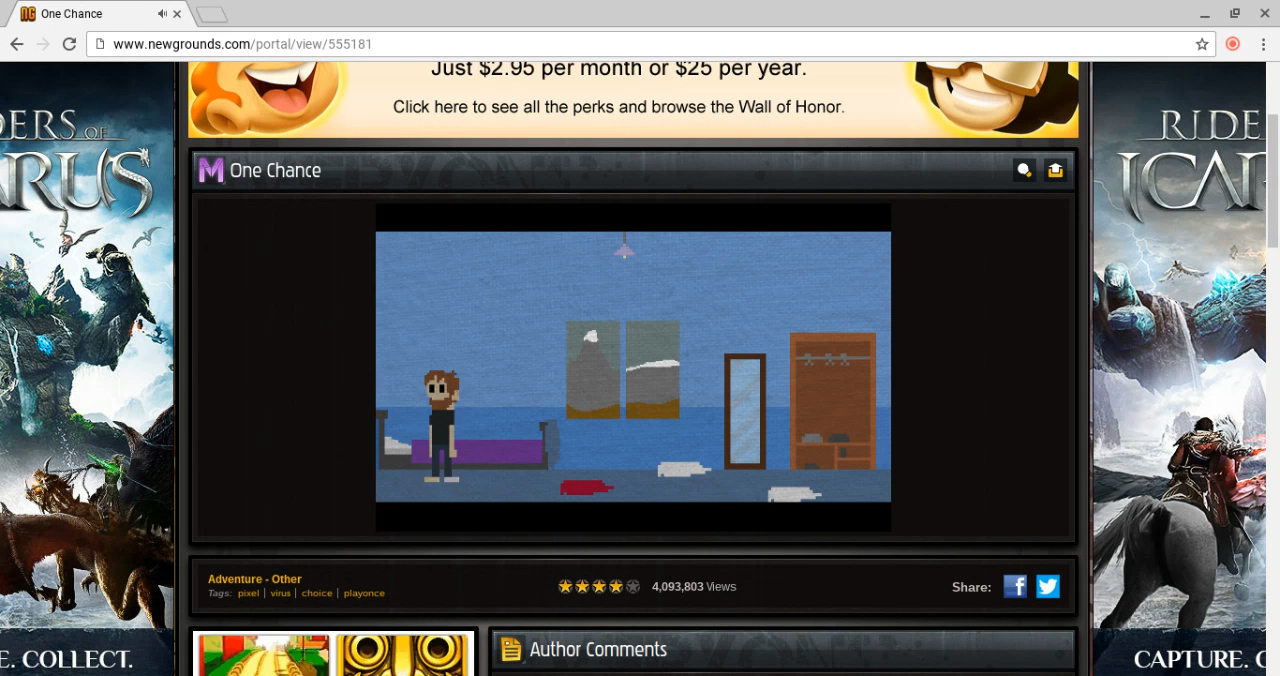 One Chance
www.newgrounds.com/portal/view/555181
Just $2.95 per month or $25 per year.
Click here to see all the perks and browse the Wall of Honor.
DERS OF
ARUS
RIDE
ICAR
M One Chance
Adventure - Other
Tags: pixel | virus | choice | playonce
4,093,803 Views
Share:
Author Comments
E. COLLECT.
CAPTURE. C